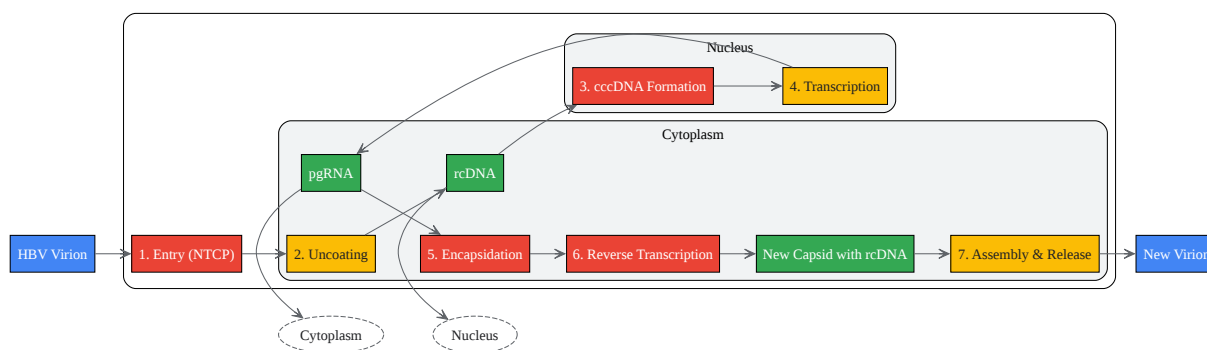 Nucleus
3. cccDNA Formation
4. Transcription
Cytoplasm
pgRNA
rcDNA
HBV Virion
1. Entry (NTCP)
2. Uncoating
5. Encapsidation
6. Reverse Transcription
New Capsid with rcDNA
7. Assembly & Release
New Virion
Cytoplasm
Nucleus